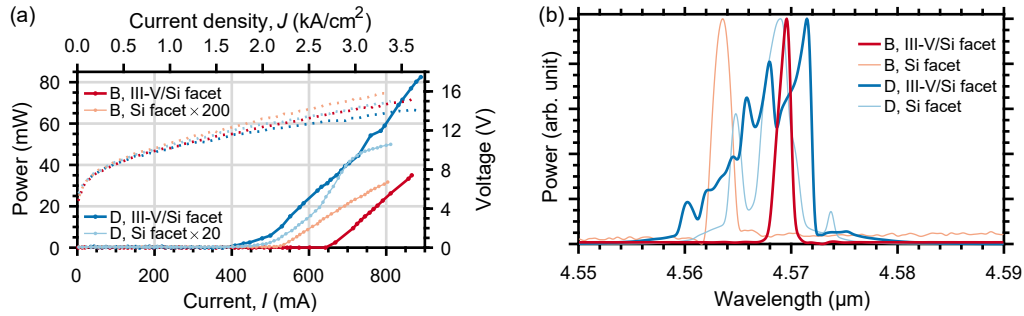 (a)
Current density, J (kA/cm²)
0.0 0.5 1.0 1.5 2.0 2.5 3.0 3.5
Power (mW)
80
60
40
20
0
B, III-V/Si facet
B, Si facet × 200
D, III-V/Si facet
D, Si facet × 20
16
12
8
4
0
Voltage (V)
0 200 400 600 800
Current, I (mA)
(b)
Power (arb. unit)
B, III-V/Si facet
B, Si facet
D, III-V/Si facet
D, Si facet
4.55 4.56 4.57 4.58 4.59
Wavelength (μm)